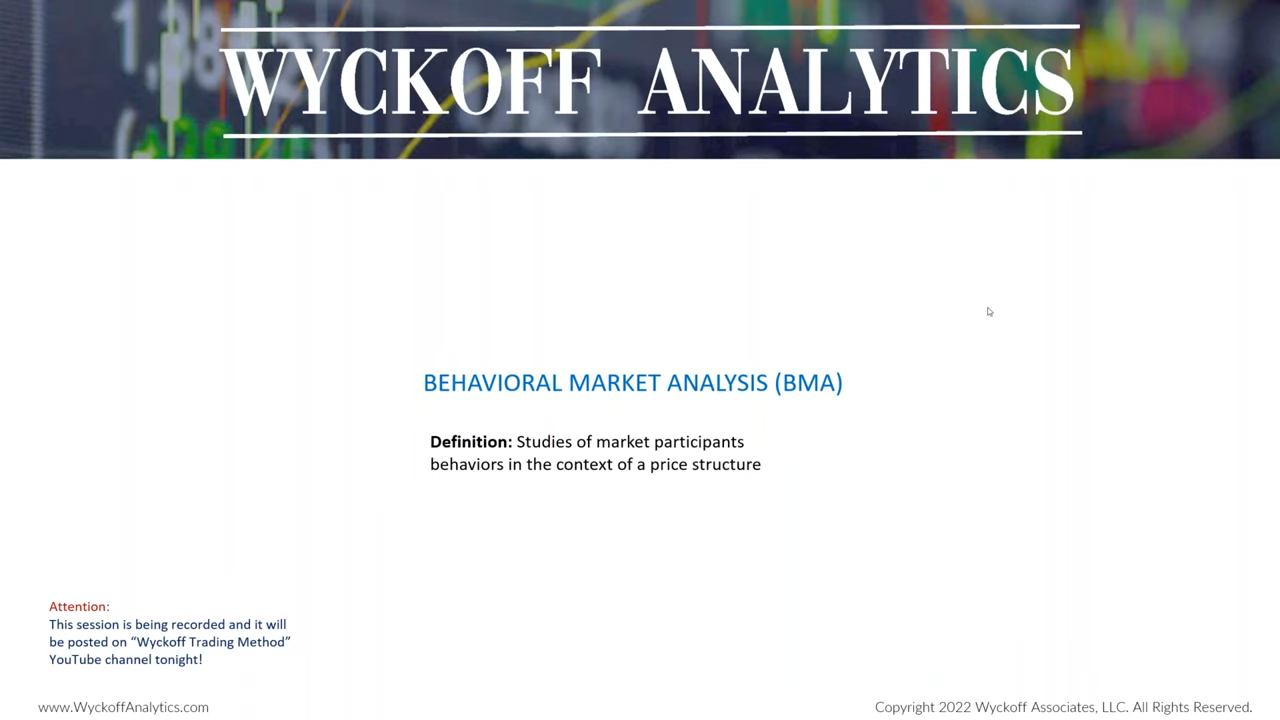 WYCKOFF ANALYTICS
BEHAVIORAL MARKET ANALYSIS (BMA)
Definition: Studies of market participants
behaviors in the context of a price structure
Attention:
This session is being recorded and it will
be posted on “Wyckoff Trading Method”
YouTube channel tonight!
www.WyckoffAnalytics.com
Copyright 2022 Wyckoff Associates, LLC. All Rights Reserved.